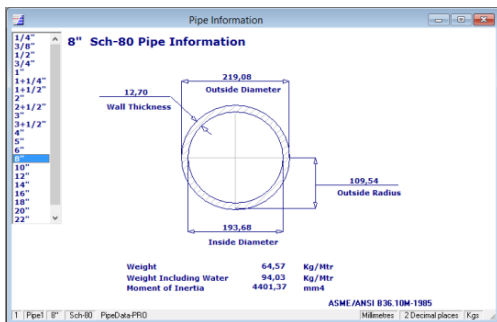 Pipe Information
1/4"
3/8"
1/2"
3/4"
1"
1+1/4"
1+1/2"
2"
2+1/2"
3"
3+1/2"
4"
5"
6"
8"
10"
12"
14"
16"
18"
20"
22"
8" Sch-80 Pipe Information
219,08
Outside Diameter
12,70
Wall Thickness
109,54
Outside Radius
193,68
Inside Diameter
Weight 64,57 Kg/Mtr
Weight Including Water 94,03 Kg/Mtr
Moment of Inertia 4401,37 mm4
ASME/ANSI B36.10M-1985
1 Pipe1 8" Sch-80 PipeData-PRO Millimetres 2 Decimal places Kgs